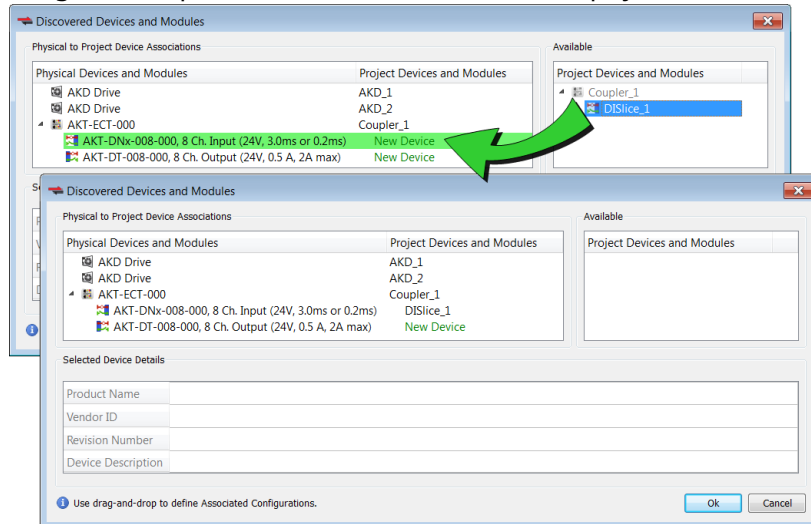 Discovered Devices and Modules
Physical to Project Device Associations
Available
Physical Devices and Modules Project Devices and Modules
Project Devices and Modules
AKD Drive AKD_1
Coupler_1
AKD Drive AKD_2
DISlice_1
AKT-ECT-000 Coupler_1
AKT-DNx-008-000, 8 Ch. Input (24V, 3.0ms or 0.2ms) New Device
AKT-DT-008-000, 8 Ch. Output (24V, 0.5 A, 2A max) New Device
Discovered Devices and Modules
Physical to Project Device Associations
Available
Physical Devices and Modules Project Devices and Modules
Project Devices and Modules
AKD Drive AKD_1
AKD Drive AKD_2
AKT-ECT-000 Coupler_1
AKT-DNx-008-000, 8 Ch. Input (24V, 3.0ms or 0.2ms) DISlice_1
AKT-DT-008-000, 8 Ch. Output (24V, 0.5 A, 2A max) New Device
Selected Device Details
Product Name
Vendor ID
Revision Number
Device Description
Use drag-and-drop to define Associated Configurations.
Ok Cancel